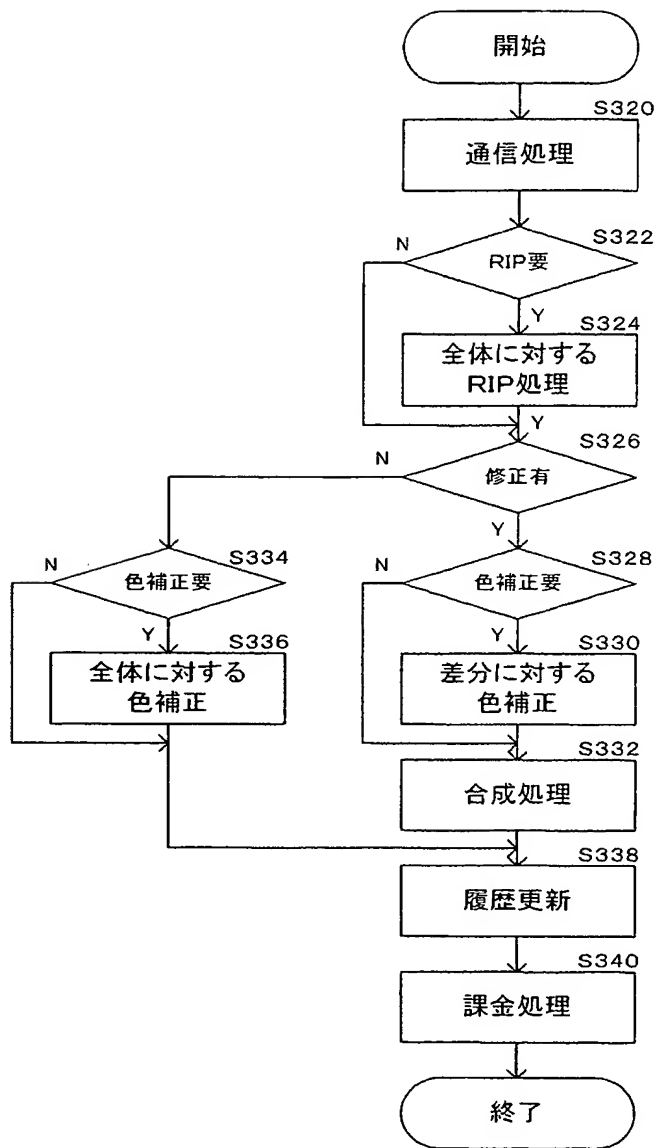 開始
S320
通信処理
S322
N
RIP要
Y
S324
全体に対する
RIP処理
Y
S326
N
修正有
Y
S334
N
色補正要
Y
S336
全体に対する
色補正
S328
N
色補正要
Y
S330
差分に対する
色補正
S332
合成処理
S338
履歴更新
S340
課金処理
終了